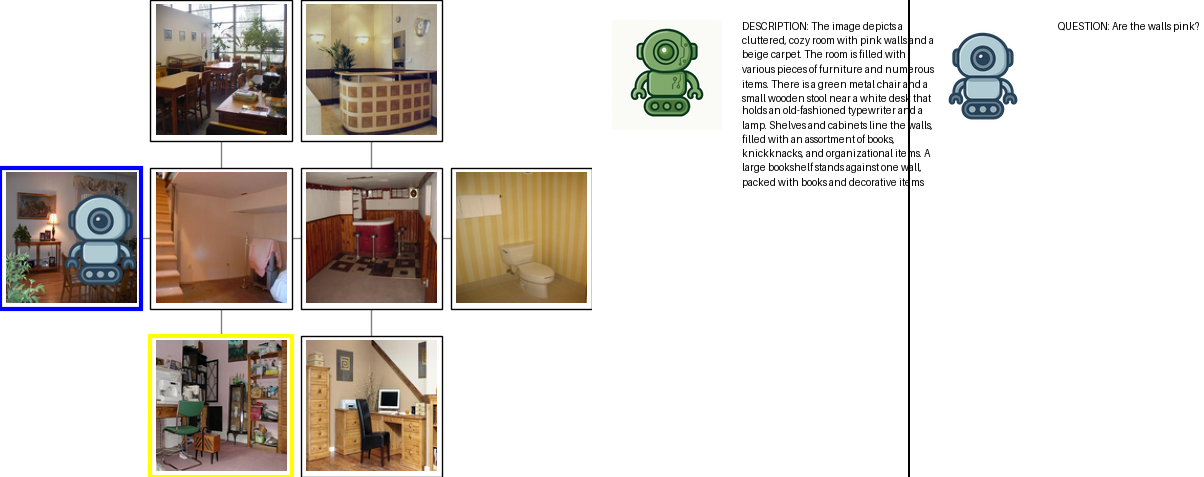 DESCRIPTION: The image depicts a
cluttered, cozy room with pink walls and a
beige carpet. The room is filled with
various pieces of furniture and numerous
items. There is a green metal chair and a
small wooden stool near a white desk that
holds an old-fashioned typewriter and a
lamp. Shelves and cabinets line the walls,
filled with an assortment of books,
knickknacks, and organizational items. A
large bookshelf stands against one wall,
packed with books and decorative items
QUESTION: Are the walls pink?